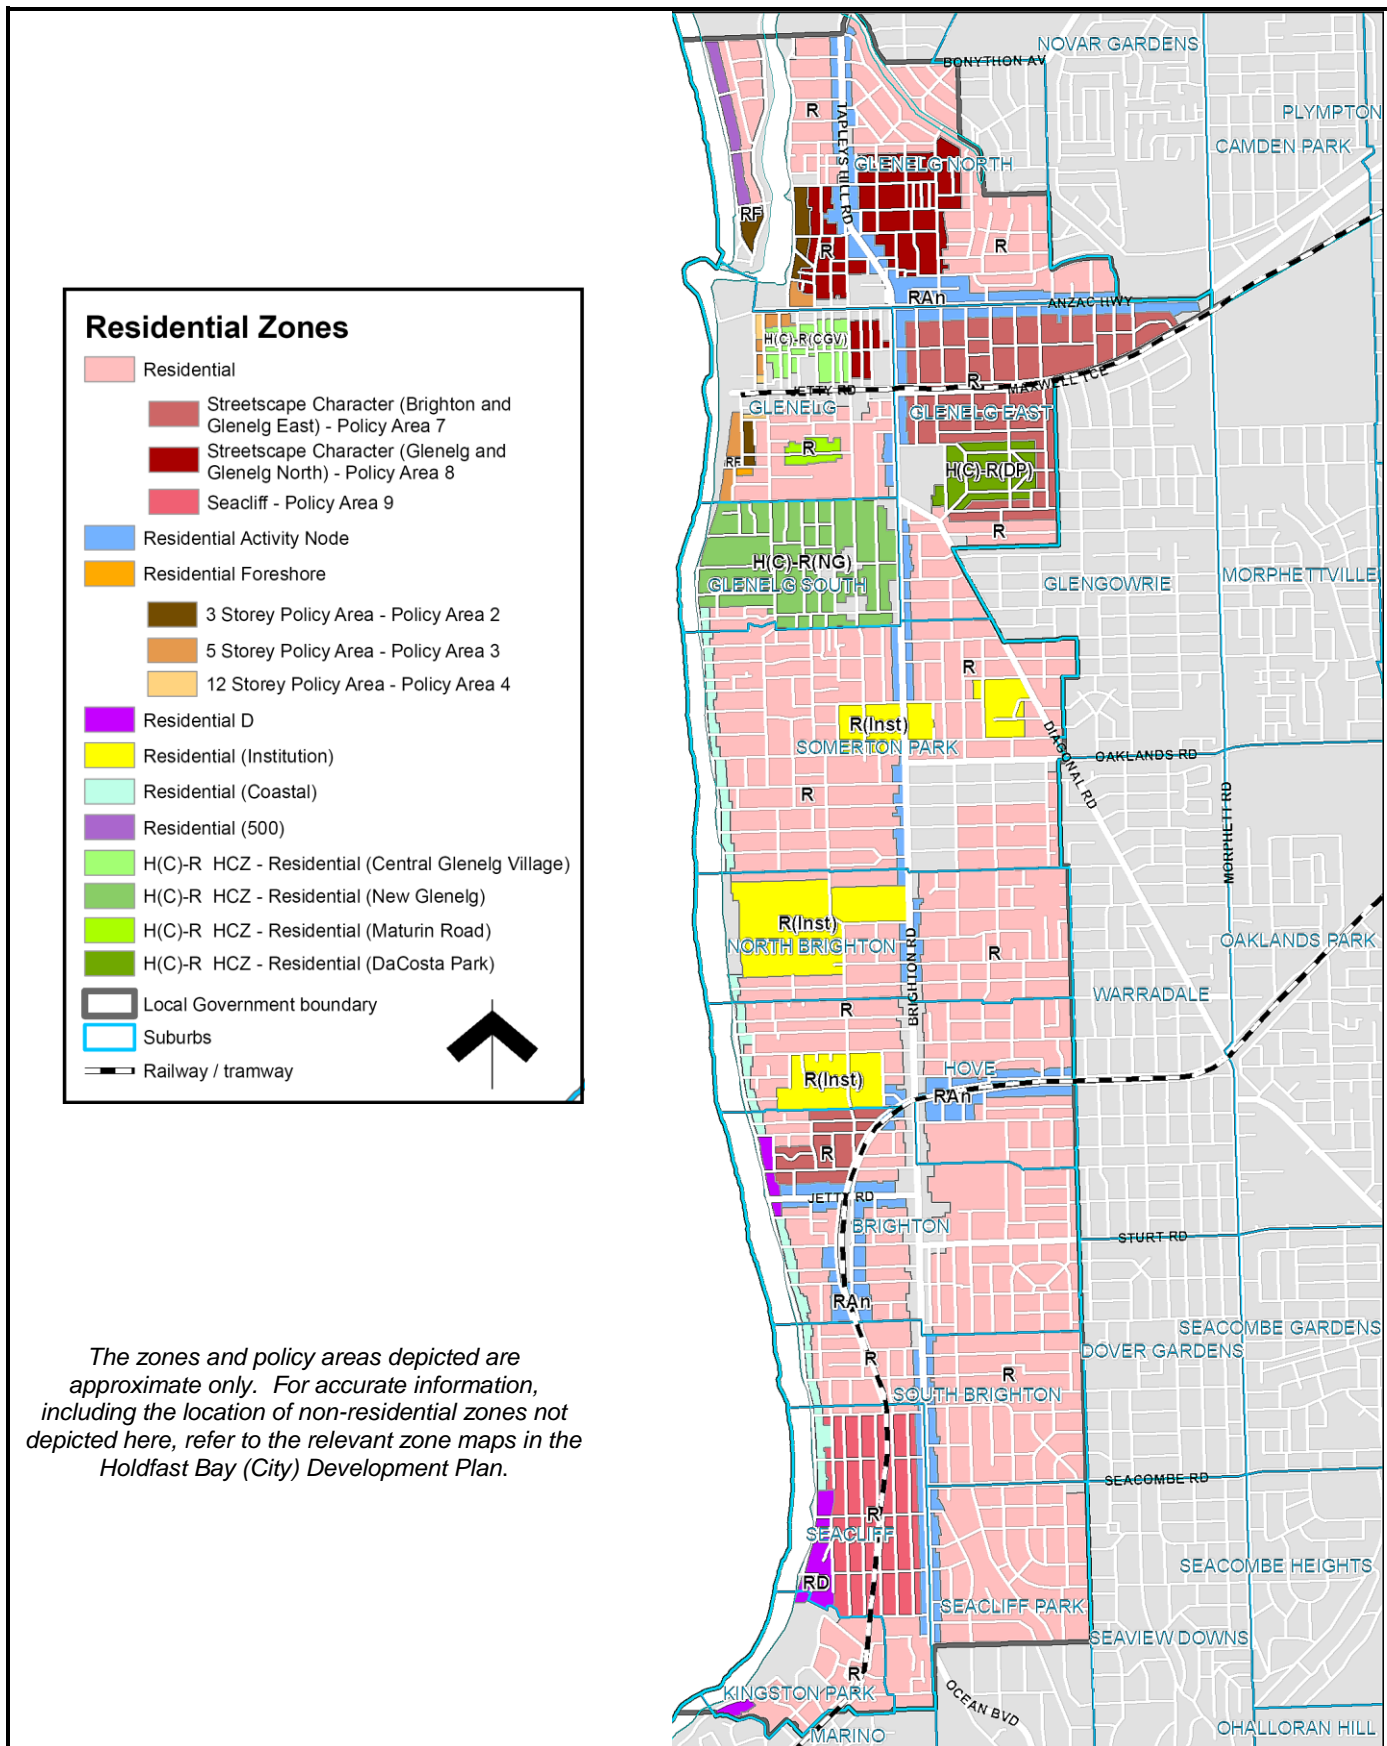 Residential Zones
Residential
Streetscape Character (Brighton and
Glenelg East) - Policy Area 7
Streetscape Character (Glenelg and
Glenelg North) - Policy Area 8
Seacliff - Policy Area 9
Residential Activity Node
Residential Foreshore
3 Storey Policy Area - Policy Area 2
5 Storey Policy Area - Policy Area 3
12 Storey Policy Area - Policy Area 4
Residential D
Residential (Institution)
Residential (Coastal)
Residential (500)
H(C)-R HCZ - Residential (Central Glenelg Village)
H(C)-R HCZ - Residential (New Glenelg)
H(C)-R HCZ - Residential (Maturin Road)
H(C)-R HCZ - Residential (DaCosta Park)
Local Government boundary
Suburbs
Railway / tramway
The zones and policy areas depicted are
approximate only. For accurate information,
including the location of non-residential zones not
depicted here, refer to the relevant zone maps in the
Holdfast Bay (City) Development Plan.
NOVAR GARDENS
BONYTHON AV
PLYMPTON
CAMDEN PARK
R
TAPLEYS HILL RD
GLENELG NORTH
RF
R
R
RAn
ANZAC HWY
H(C)-R(CGV)
R
MAXWELL TCE
JETTY RD
GLENELG
GLENELG EAST
R
RF
H(C)-R(DP)
R
H(C)-R(NG)
GLENELG SOUTH
GLENGOWRIE
MORPHETTVILLE
R
R(Inst)
SOMERTON PARK
DIAGONAL RD
OAKLANDS RD
R
MORPHETT RD
R(Inst)
NORTH BRIGHTON
BRIGHTON RD
R
OAKLANDS PARK
WARRADALE
R
HOVE
R(Inst)
RAn
R
JETTY RD
BRIGHTON
STURT RD
RAn
SEACOMBE GARDENS
DOVER GARDENS
R
R
SOUTH BRIGHTON
SEACOMBE RD
R
SEACLIFF
SEACOMBE HEIGHTS
RD
SEACLIFF PARK
SEAVIEW DOWNS
R
KINGSTON PARK
OCEAN BVD
MARINO
OHALLORAN HILL